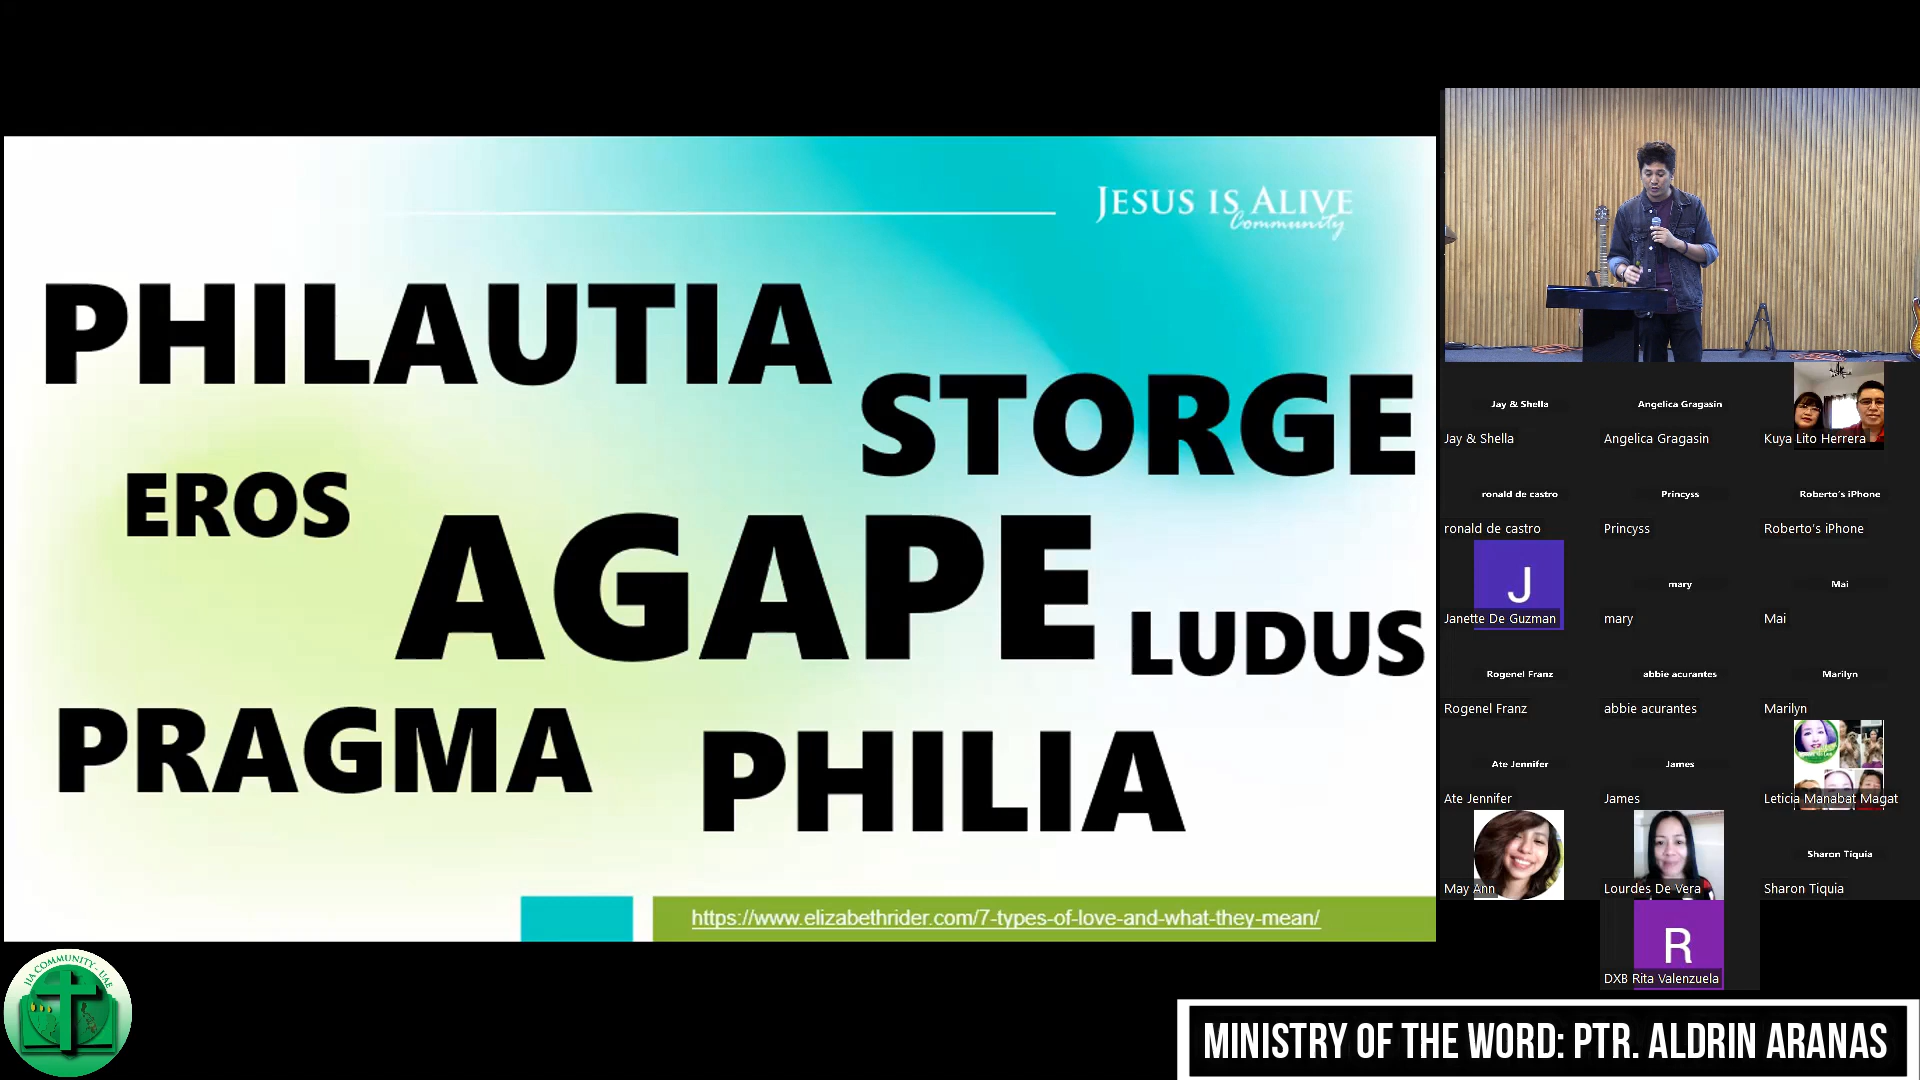 JESUS IS ALIVE
Community
PHILAUTIA
STORGE
EROS
AGAPE
LUDUS
PRAGMA
PHILIA
https://www.elizabethrider.com/7-types-of-love-and-what-they-mean/
Jay & Shella
Angelica Gragasin
Jay & Shella
Angelica Gragasin
Kuya Lito Herrera
ronald de castro
Princyss
Roberto's iPhone
ronald de castro
Princyss
Roberto's iPhone
J
mary
Mai
Janette De Guzman
mary
Mai
Rogenel Franz
abbie acurantes
Marilyn
Rogenel Franz
abbie acurantes
Marilyn
Ate Jennifer
James
Ate Jennifer
James
Leticia Manabat Magat
Sharon Tiquia
May Ann
Lourdes De Vera
Sharon Tiquia
R
DXB Rita Valenzuela
JIA COMMUNITY - UAE
MINISTRY OF THE WORD: PTR. ALDRIN ARANAS